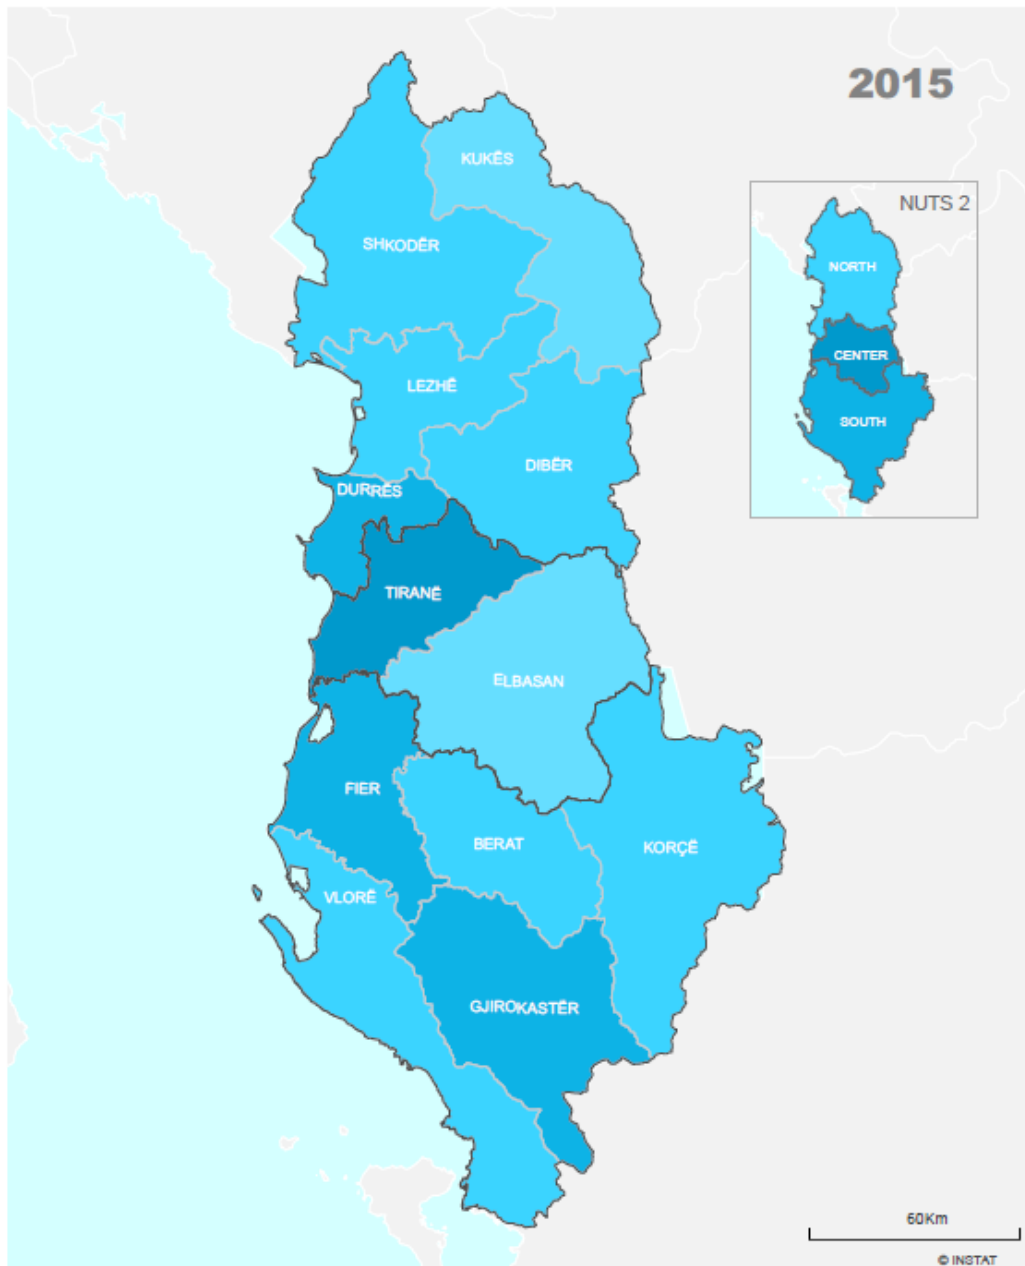 2015
KUKËS
NUTS 2
SHKODËR
NORTH
CENTER
LEZHË
SOUTH
DIBËR
DURRËS
TIRANË
ELBASAN
FIER
BERAT
KORÇË
VLORË
GJIROKASTËR
60Km
© INSTAT